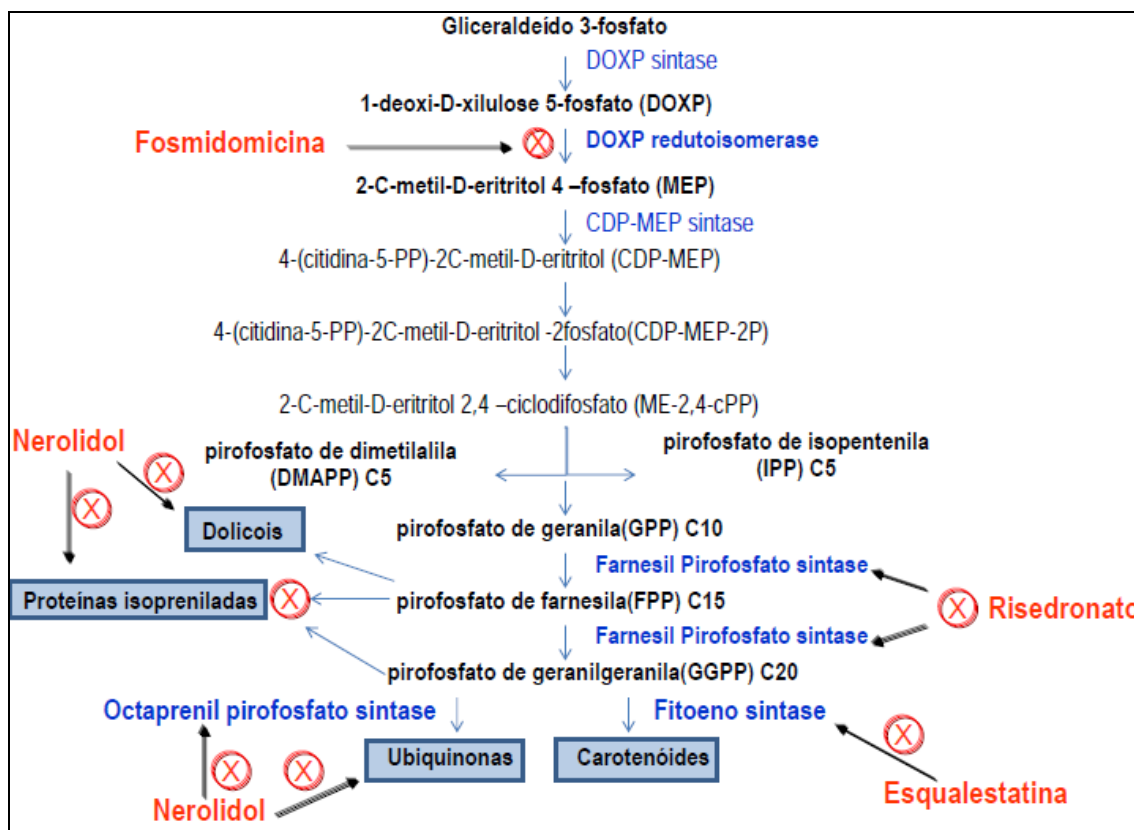 Gliceraldeído 3-fosfato
DOXP sintase
1-deoxi-D-xilulose 5-fosfato (DOXP)
Fosmidomicina
X
DOXP redutoisomerase
2-C-metil-D-eritritol 4 –fosfato (MEP)
CDP-MEP sintase
4-(citidina-5-PP)-2C-metil-D-eritritol (CDP-MEP)
4-(citidina-5-PP)-2C-metil-D-eritritol -2fosfato(CDP-MEP-2P)
2-C-metil-D-eritritol 2,4 –ciclodifosfato (ME-2,4-cPP)
Nerolidol
X
X
pirofosfato de dimetilalila
(DMAPP) C5
pirofosfato de isopentenila
(IPP) C5
Dolicois
pirofosfato de geranila(GPP) C10
Farnesil Pirofosfato sintase
Proteínas isopreniladas
X
pirofosfato de farnesila(FPP) C15
X
Risedronato
Farnesil Pirofosfato sintase
pirofosfato de geranilgeranila(GGPP) C20
Octaprenil pirofosfato sintase
Fitoeno sintase
X
Ubiquinonas
Carotenóides
X
X
Nerolidol
Esqualestatina